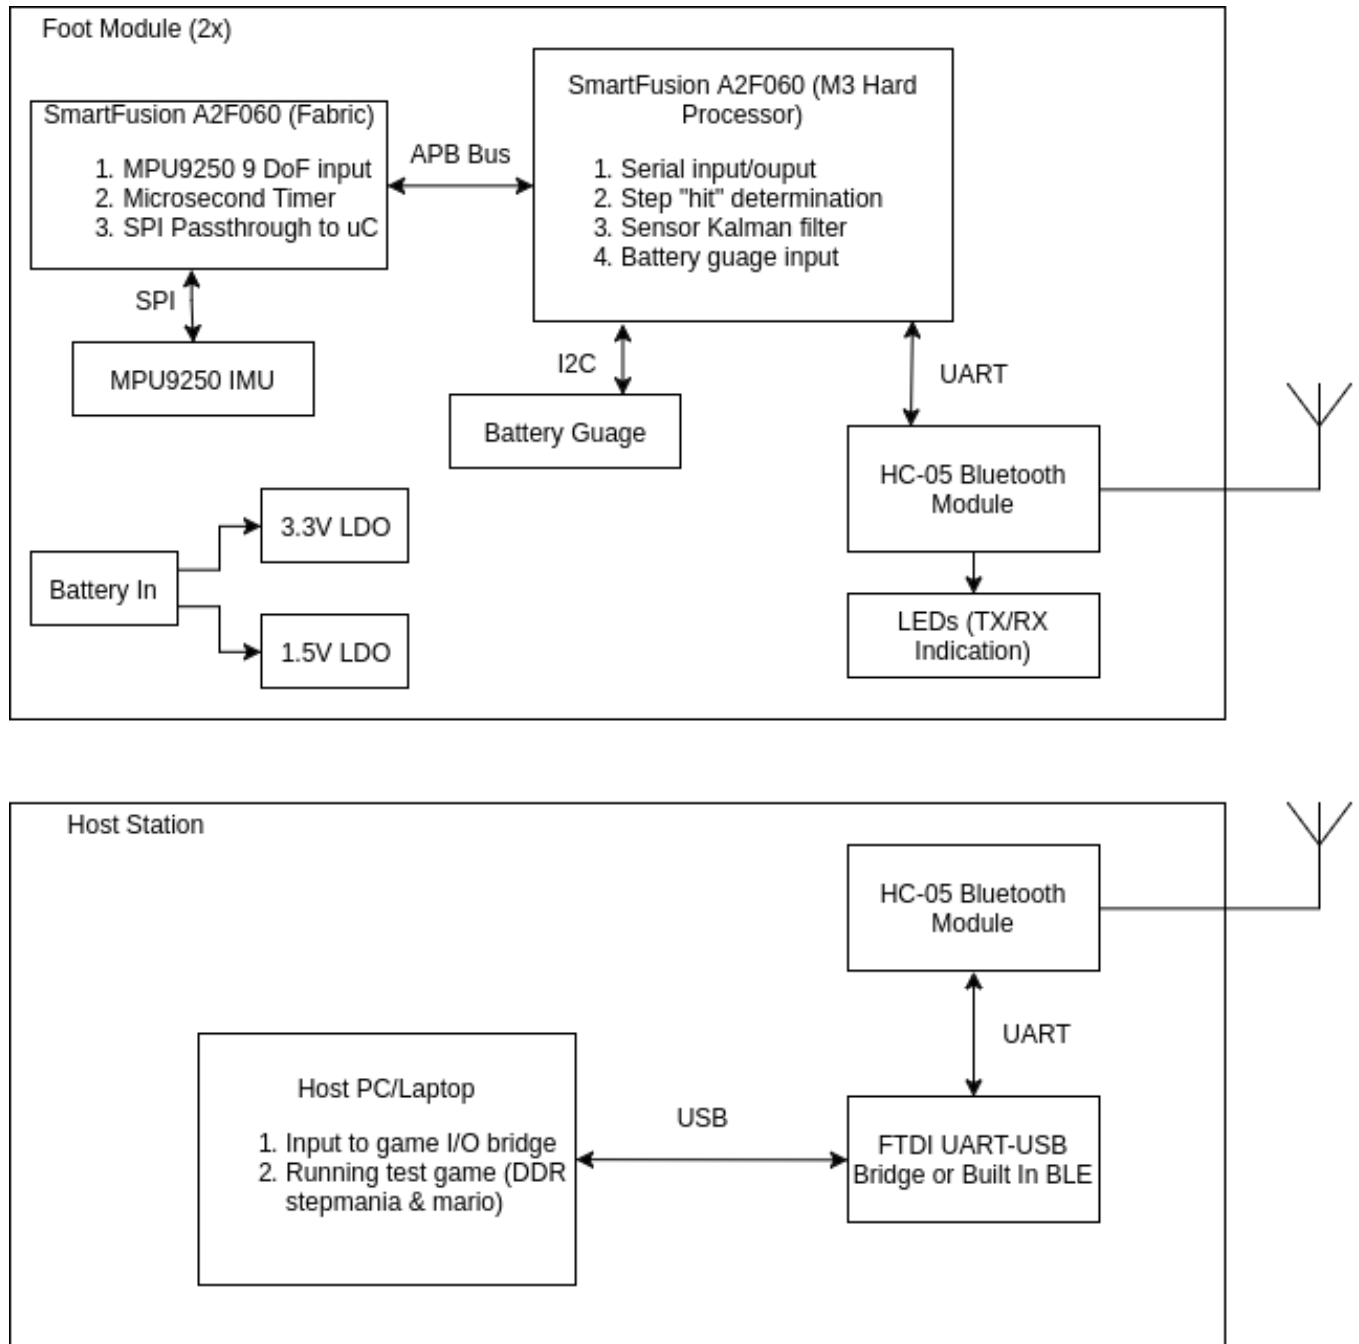 Foot Module (2x)
SmartFusion A2F060 (Fabric)
1. MPU9250 9 DoF input
2. Microsecond Timer
3. SPI Passthrough to uC
APB Bus
SmartFusion A2F060 (M3 Hard
Processor)
1. Serial input/ouput
2. Step "hit" determination
3. Sensor Kalman filter
4. Battery guage input
SPI
MPU9250 IMU
I2C
Battery Guage
UART
HC-05 Bluetooth
Module
LEDs (TX/RX
Indication)
Battery In
3.3V LDO
1.5V LDO
Host Station
HC-05 Bluetooth
Module
UART
FTDI UART-USB
Bridge or Built In BLE
USB
Host PC/Laptop
1. Input to game I/O bridge
2. Running test game (DDR
stepmania & mario)